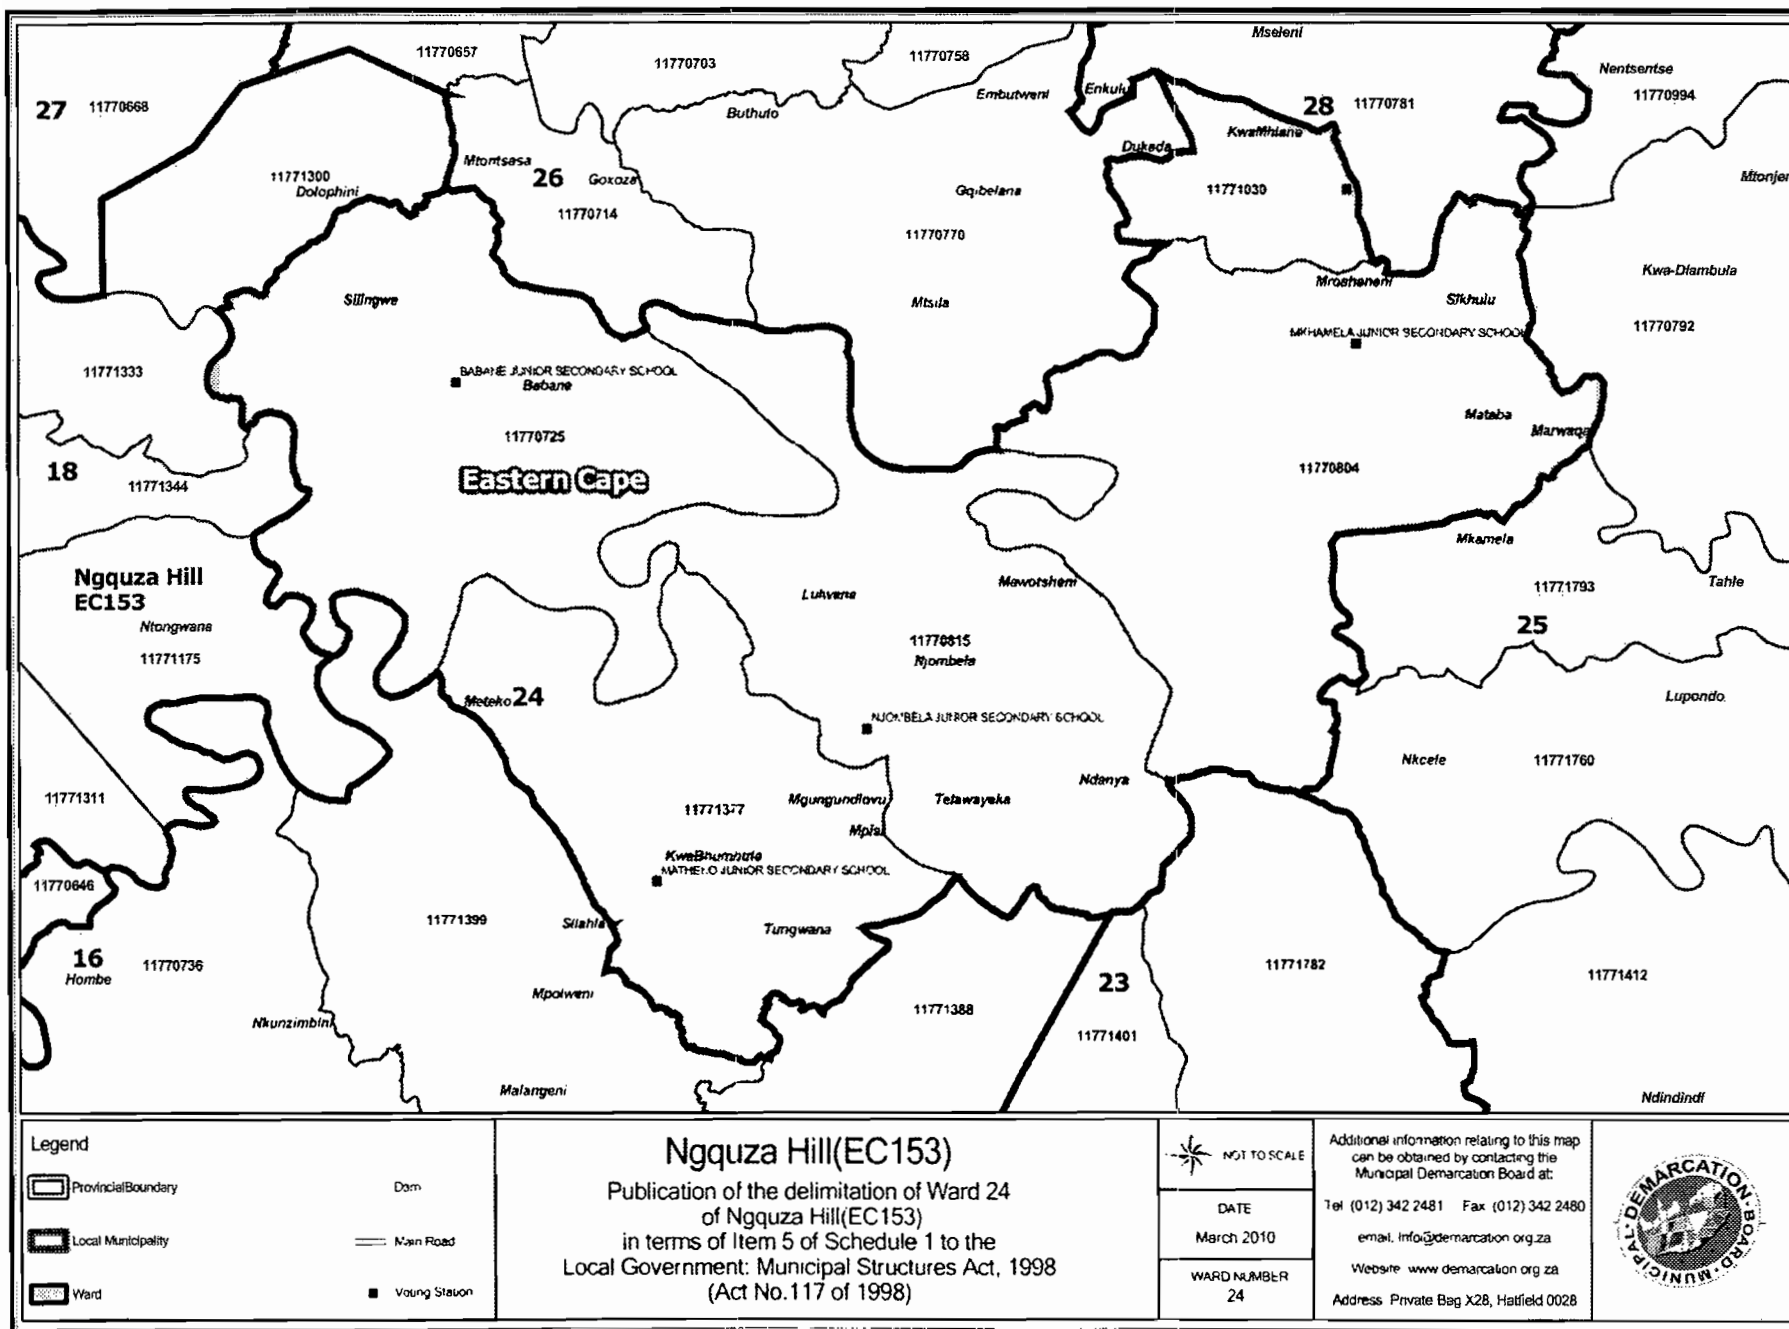 Mseleni
11770657
11770703
11770758
Nentsentse
11770994
27
11770668
Embutweni
Enkulu
28
11770781
Buthufo
KwaMhlane
Dukada
Mtontsasa
26
Goxoza
11771300
Dolophini
11770714
Gqibelana
11771030
Mtonjen
11770770
Kwa-Dlambula
Silingwe
Mtsila
Sikhulu
11770792
MKHAMELA JUNIOR SECONDARY SCHOOL
11771333
BABANE JUNIOR SECONDARY SCHOOL
Babane
Mataba
Marwaqa
11770725
18
11771344
Eastern Cape
11770804
Mkamela
Ngquza Hill
EC153
Ntongwana
11771175
Luhvana
Mawotsheni
11771793
Tahle
25
11770815
Njombela
Meteko
24
Lupondo
NJOMBELA JUNIOR SECONDARY SCHOOL
Nkcele
11771760
11771311
11771377
Mgungundlovu
Telawayeka
Ndanya
Mpisi
KwaBhumbute
11770646
JUNIOR SECONDARY SCHOOL
11771399
Silahla
Tungwana
16
Hombe
11770736
11771782
11771412
23
Mpolweni
11771388
Nkunzimbini
11771401
Malangeni
Ndindindi
Legend
Provincial Boundary
Dam
Local Municipality
Main Road
Ward
Voting Station
Ngquza Hill(EC153)
Publication of the delimitation of Ward 24
of Ngquza Hill(EC153)
in terms of Item 5 of Schedule 1 to the
Local Government: Municipal Structures Act, 1998
(Act No.117 of 1998)
NOT TO SCALE
DATE
March 2010
WARD NUMBER
24
Additional information relating to this map
can be obtained by contacting the
Municipal Demarcation Board at:
Tel (012) 342 2481 Fax (012) 342 2480
email. info@demarcation org.za
Website www demarcation org za
Address Private Bag X28, Hatfield 0028
MUNICIPAL DEMARCATION BOARD